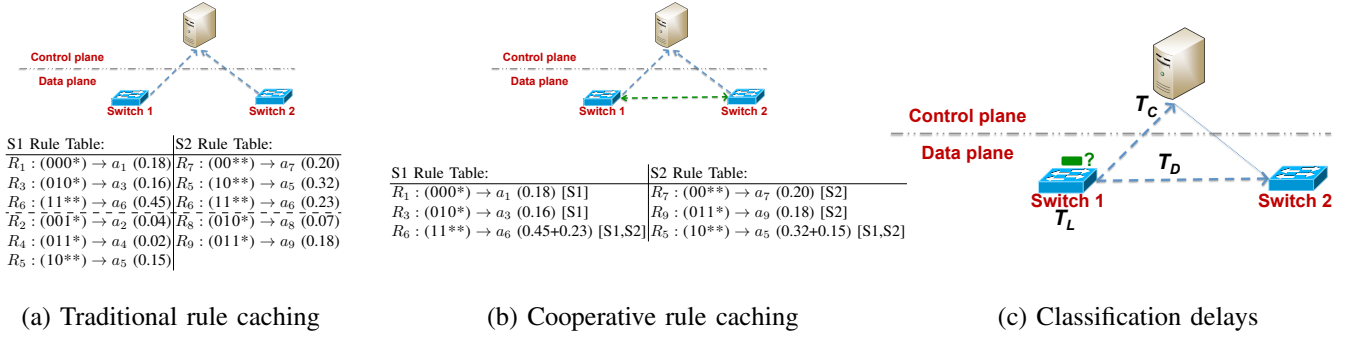 Control plane
Data plane
Switch 1
Switch 2
S1 Rule Table: S2 Rule Table:
R1 : (000*) → a1 (0.18) R7 : (00**) → a7 (0.20)
R3 : (010*) → a3 (0.16) R5 : (10**) → a5 (0.32)
R6 : (11**) → a6 (0.45) R6 : (11**) → a6 (0.23)
R2 : (001*) → a2 (0.04) R8 : (010*) → a8 (0.07)
R4 : (011*) → a4 (0.02) R9 : (011*) → a9 (0.18)
R5 : (10**) → a5 (0.15)
(a) Traditional rule caching
Control plane
Data plane
Switch 1
Switch 2
S1 Rule Table: S2 Rule Table:
R1 : (000*) → a1 (0.18) [S1] R7 : (00**) → a7 (0.20) [S2]
R3 : (010*) → a3 (0.16) [S1] R9 : (011*) → a9 (0.18) [S2]
R6 : (11**) → a6 (0.45+0.23) [S1,S2] R5 : (10**) → a5 (0.32+0.15) [S1,S2]
(b) Cooperative rule caching
Control plane
Data plane
TC
?
TD
Switch 1
Switch 2
TL
(c) Classification delays